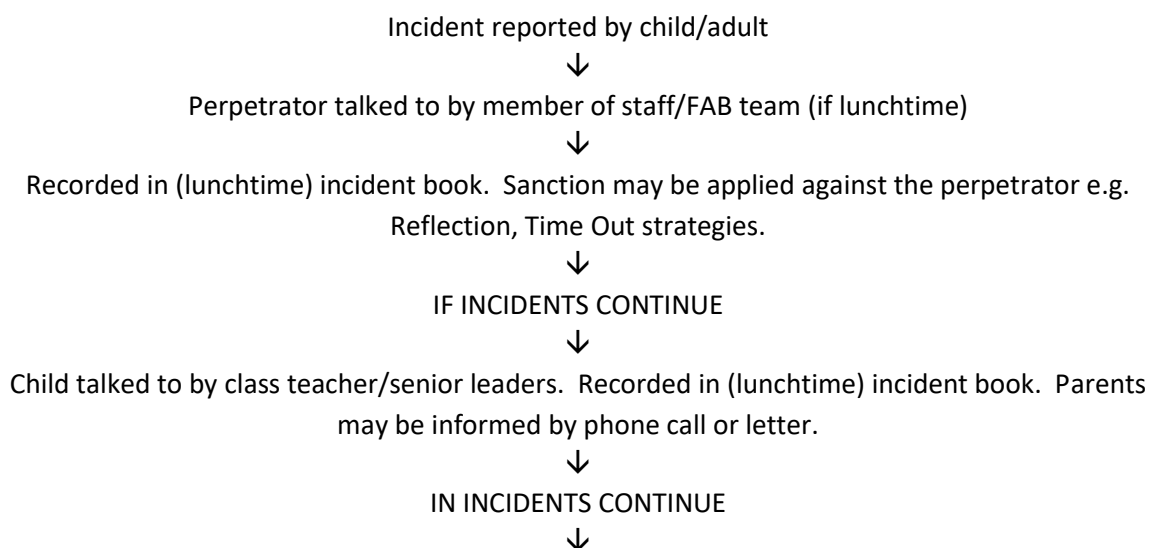 Incident reported by child/adult
↓
Perpetrator talked to by member of staff/FAB team (if lunchtime)
↓
Recorded in (lunchtime) incident book.  Sanction may be applied against the perpetrator e.g.
Reflection, Time Out strategies.
↓
IF INCIDENTS CONTINUE
↓
Child talked to by class teacher/senior leaders.  Recorded in (lunchtime) incident book.  Parents
may be informed by phone call or letter.
↓
IN INCIDENTS CONTINUE
↓